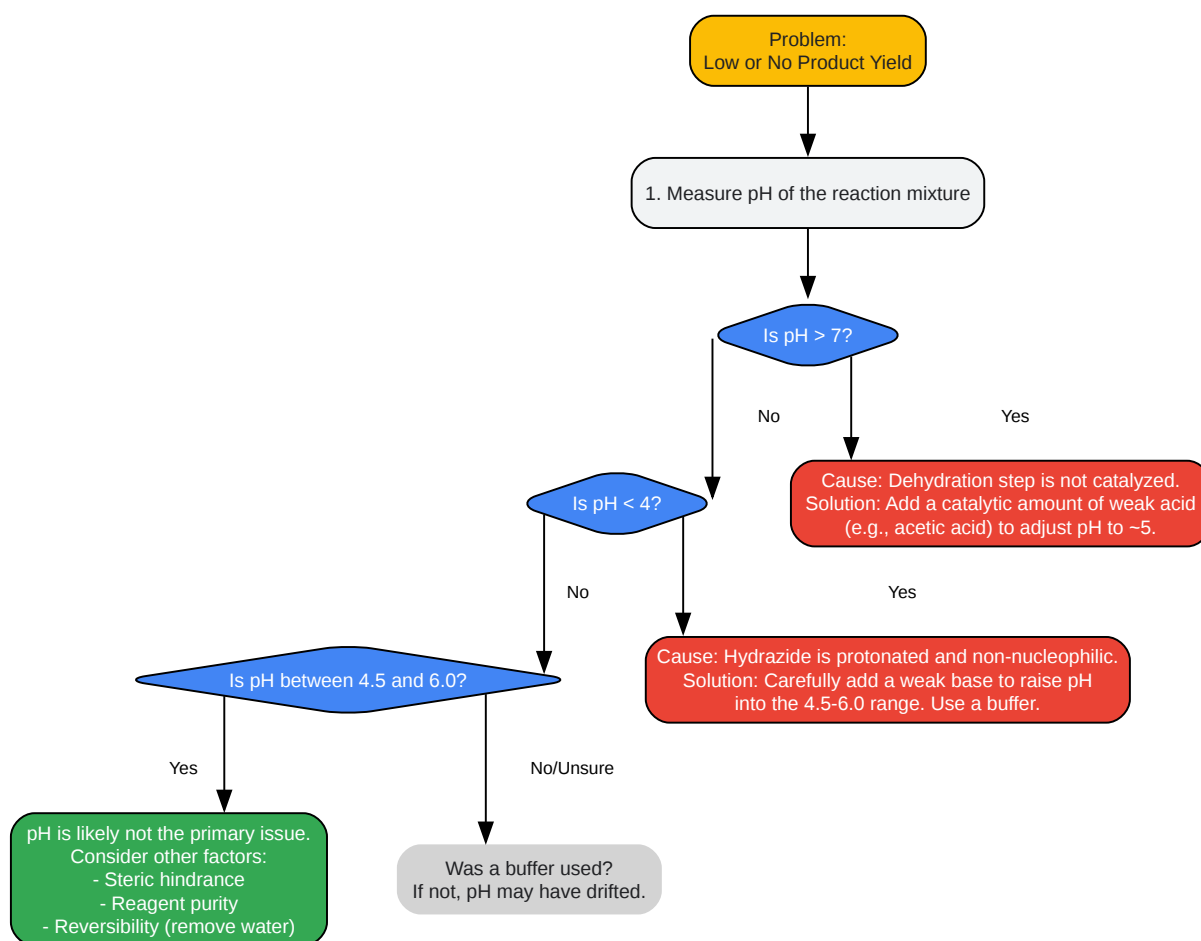 Problem:
Low or No Product Yield
1. Measure pH of the reaction mixture
Is pH > 7?
No
Yes
Cause: Dehydration step is not catalyzed.
Solution: Add a catalytic amount of weak acid
(e.g., acetic acid) to adjust pH to ~5.
Is pH < 4?
No
Yes
Cause: Hydrazide is protonated and non-nucleophilic.
Solution: Carefully add a weak base to raise pH
into the 4.5-6.0 range. Use a buffer.
Is pH between 4.5 and 6.0?
Yes
No/Unsure
pH is likely not the primary issue.
Consider other factors:
- Steric hindrance
- Reagent purity
- Reversibility (remove water)
Was a buffer used?
If not, pH may have drifted.